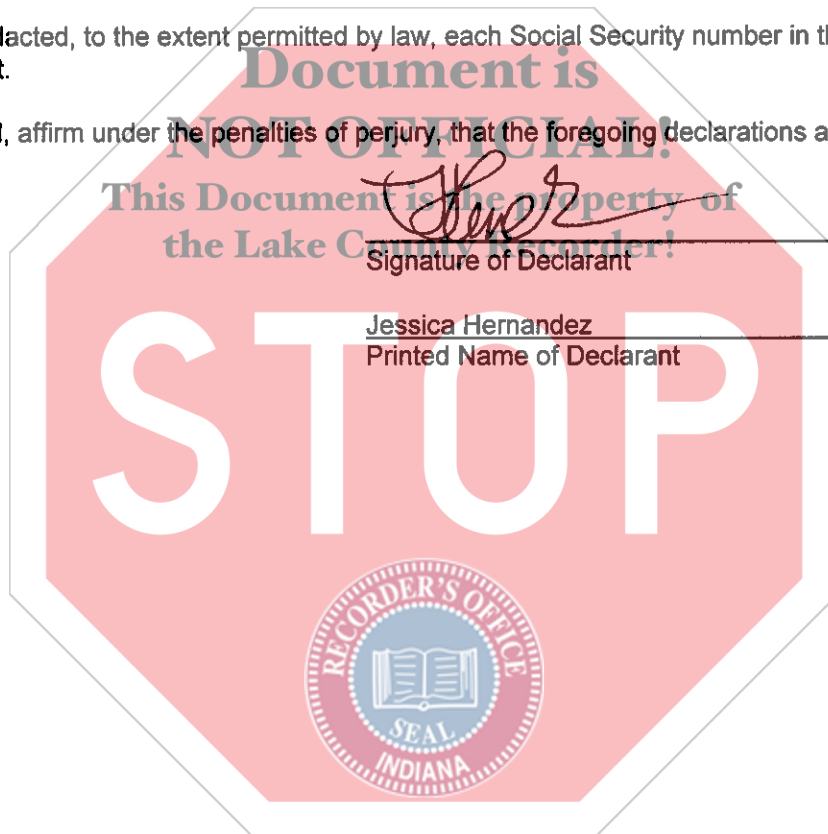 dacted, to the extent permitted by law, each Social Security number in th
t.
Document is
NOT OFFICIAL!
I, affirm under the penalties of perjury, that the foregoing declarations a
This Document is the property of
the Lake County Recorder!
Signature of Declarant
Jessica Hernandez
Printed Name of Declarant
STOP
RECORDER'S OFFICE
SEAL
INDIANA